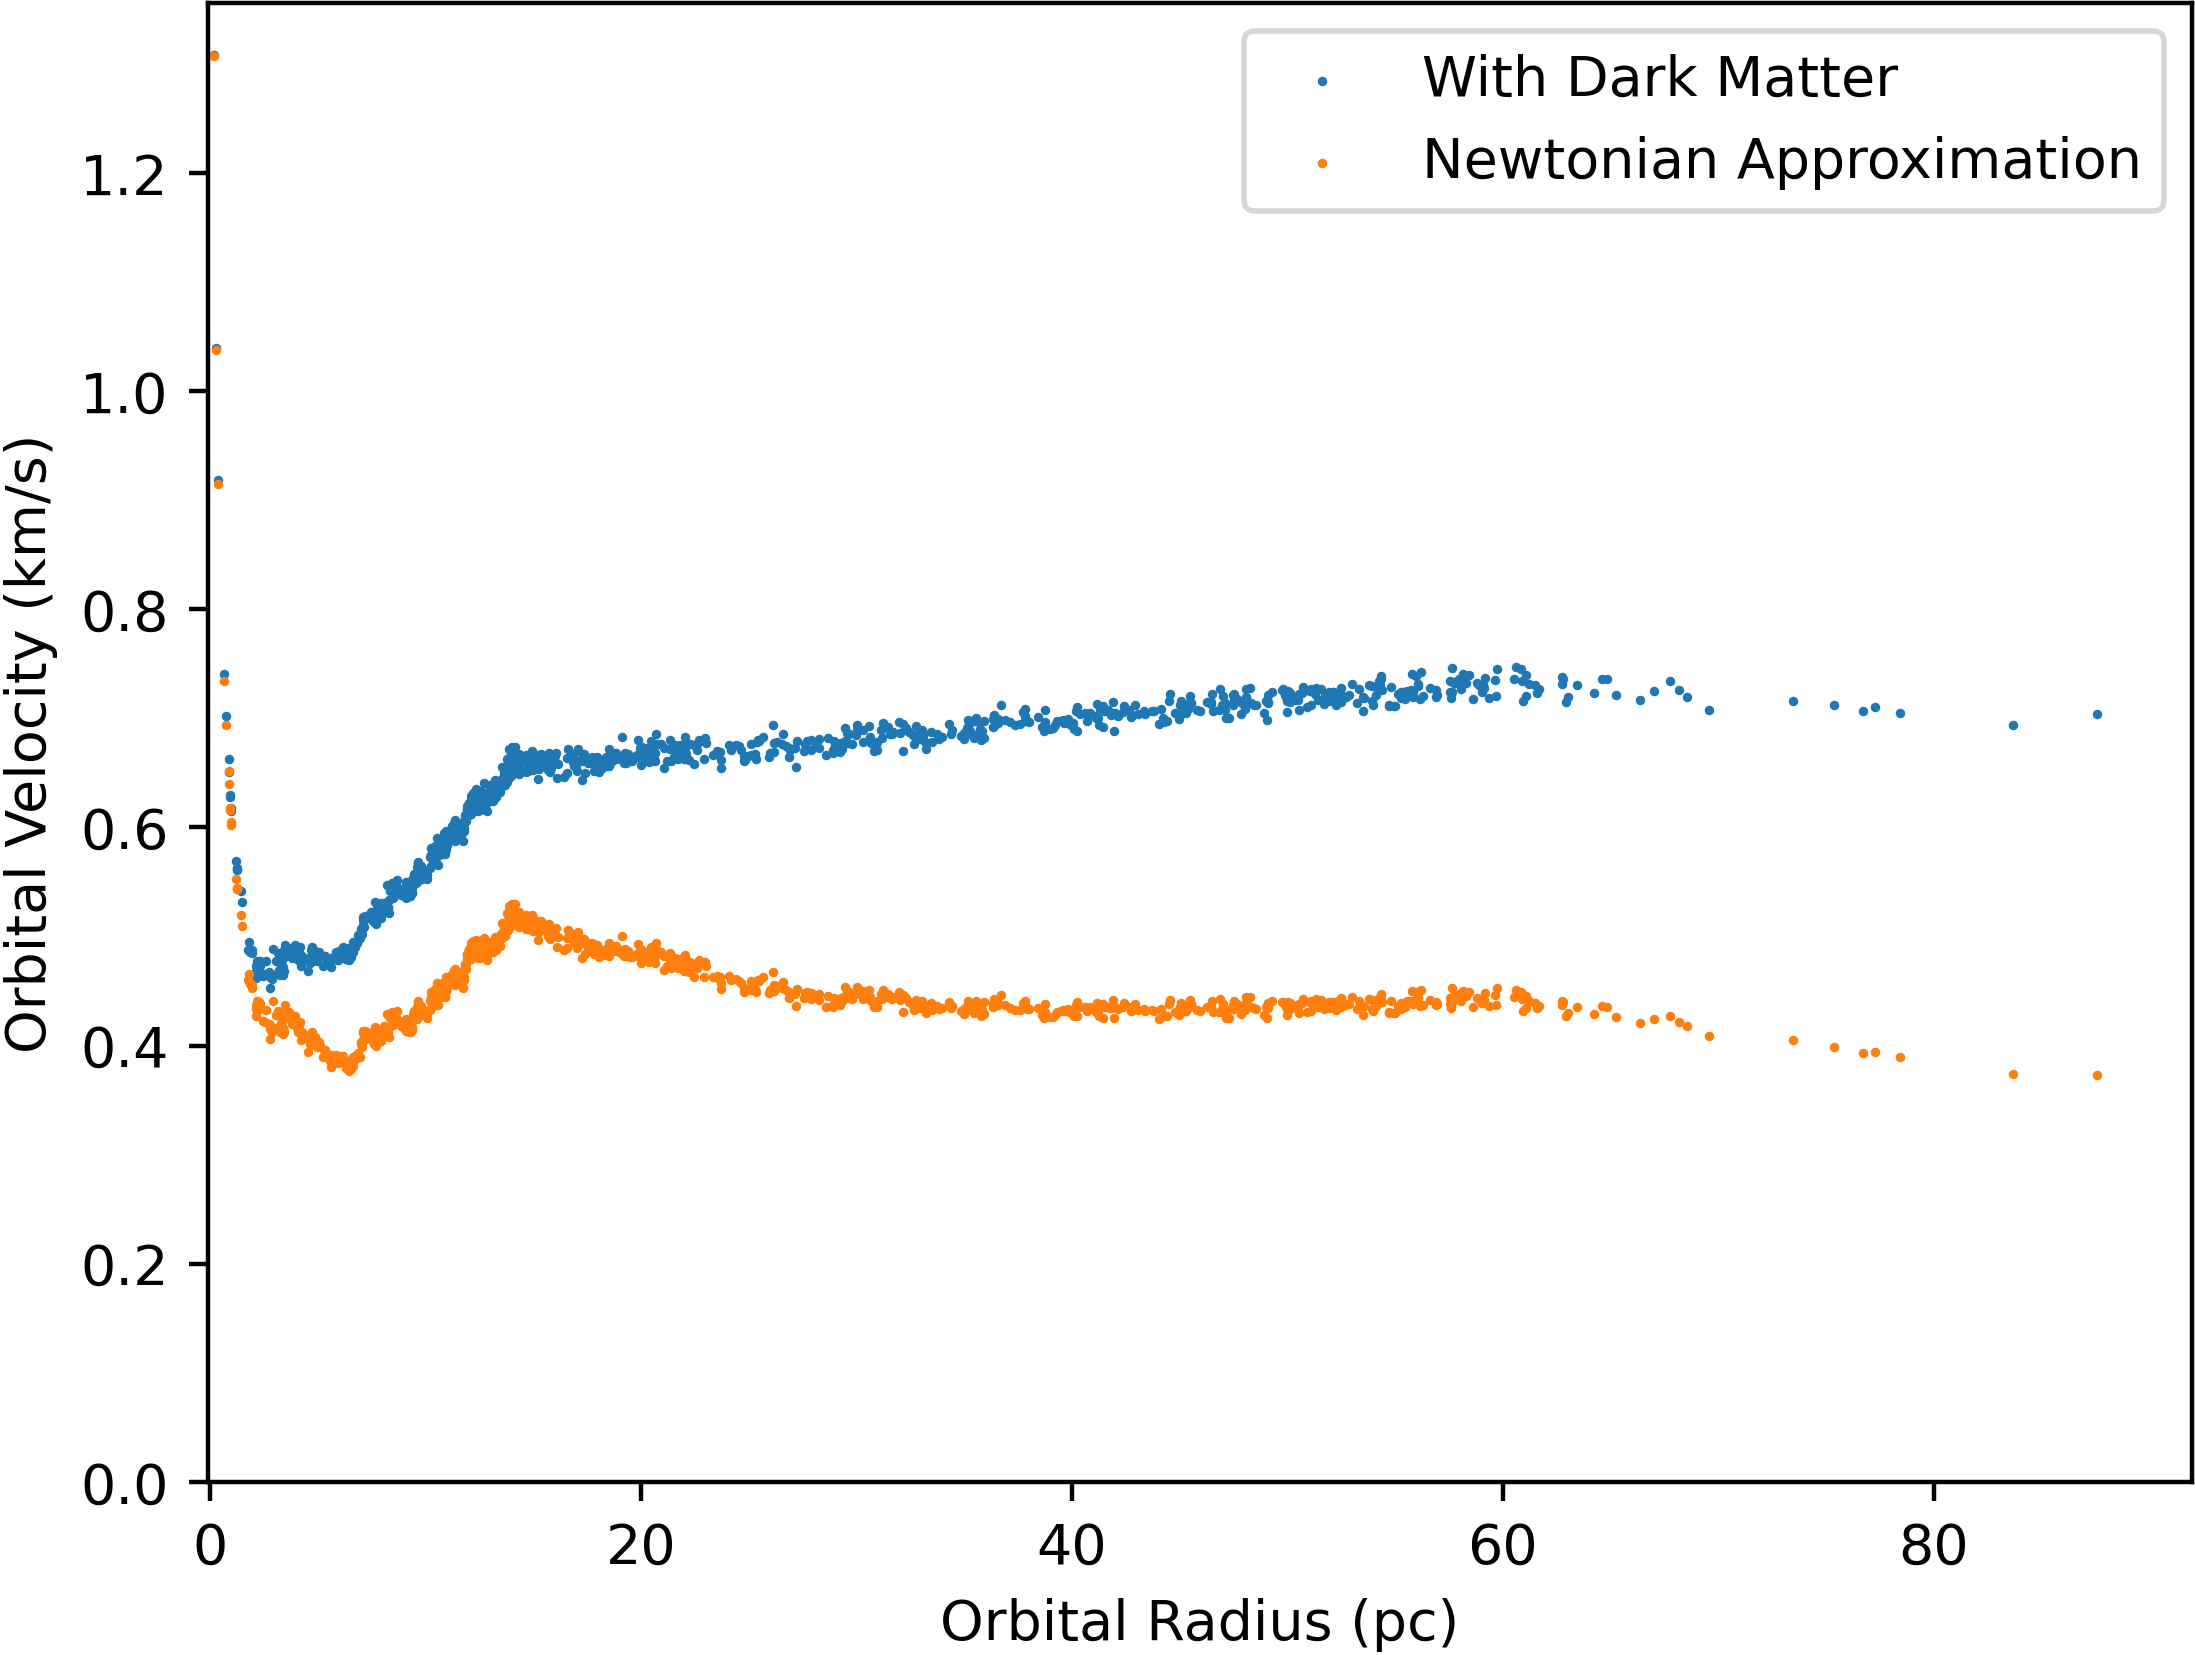 With Dark Matter
Newtonian Approximation
1.2
1.0
0.8
0.6
0.4
0.2
0.0
Orbital Velocity (km/s)
0 20 40 60 80
Orbital Radius (pc)